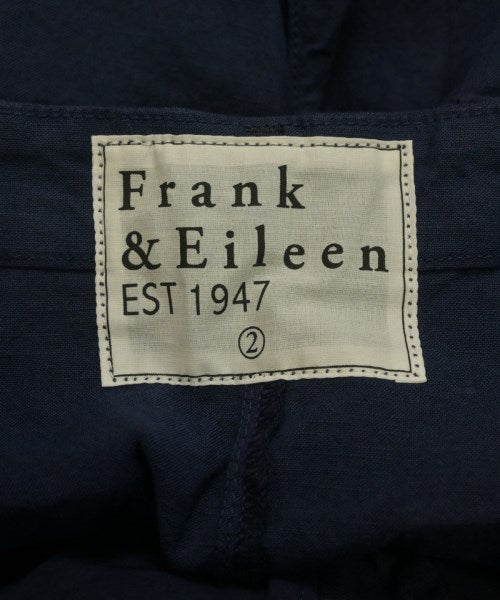 Frank
& Eileen
EST 1947
②